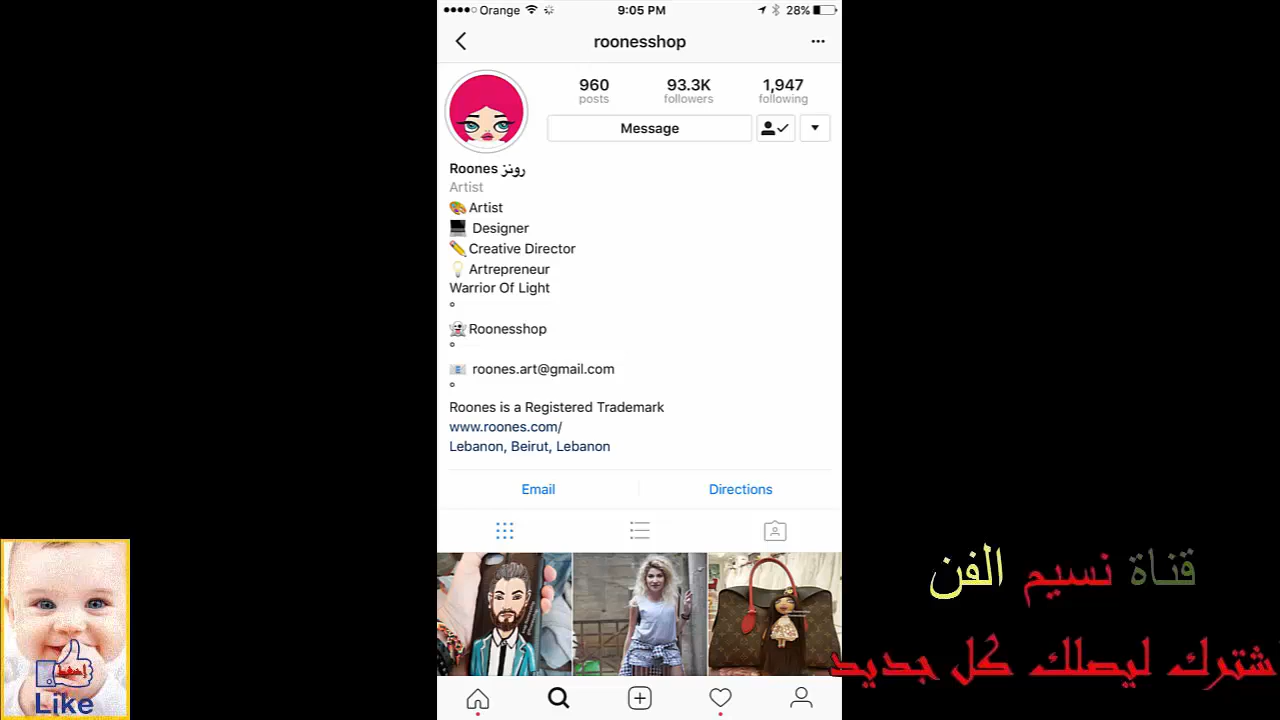 Orange 9:05 PM 28%
roonesshop
960 93.3K 1,947
posts followers following
Message
Roones رونز
Artist
Artist
Designer
Creative Director
Artrepreneur
Warrior Of Light
Roonesshop
roones.art@gmail.com
Roones is a Registered Trademark
www.roones.com/
Lebanon, Beirut, Lebanon
Email Directions
قناة نسيم الفن
شترك ليصلك كل جديد
Like